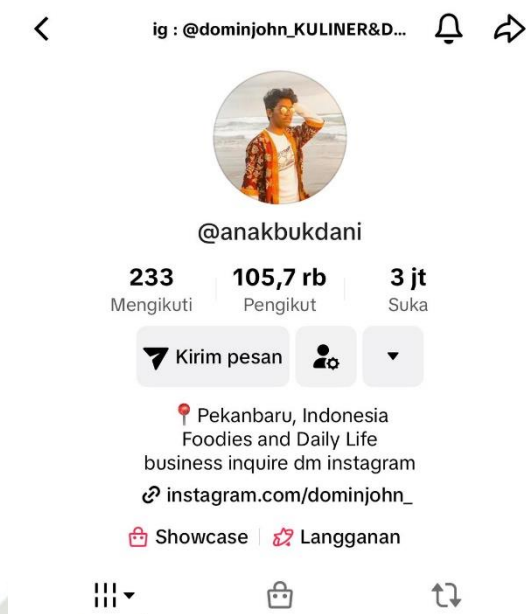 ig : @dominjohn_KULINER&D...
@anakbukdani
233 105,7 rb 3 jt
Mengikuti Pengikut Suka
Kirim pesan
Pekanbaru, Indonesia
Foodies and Daily Life
business inquire dm instagram
instagram.com/dominjohn_
Showcase Langganan